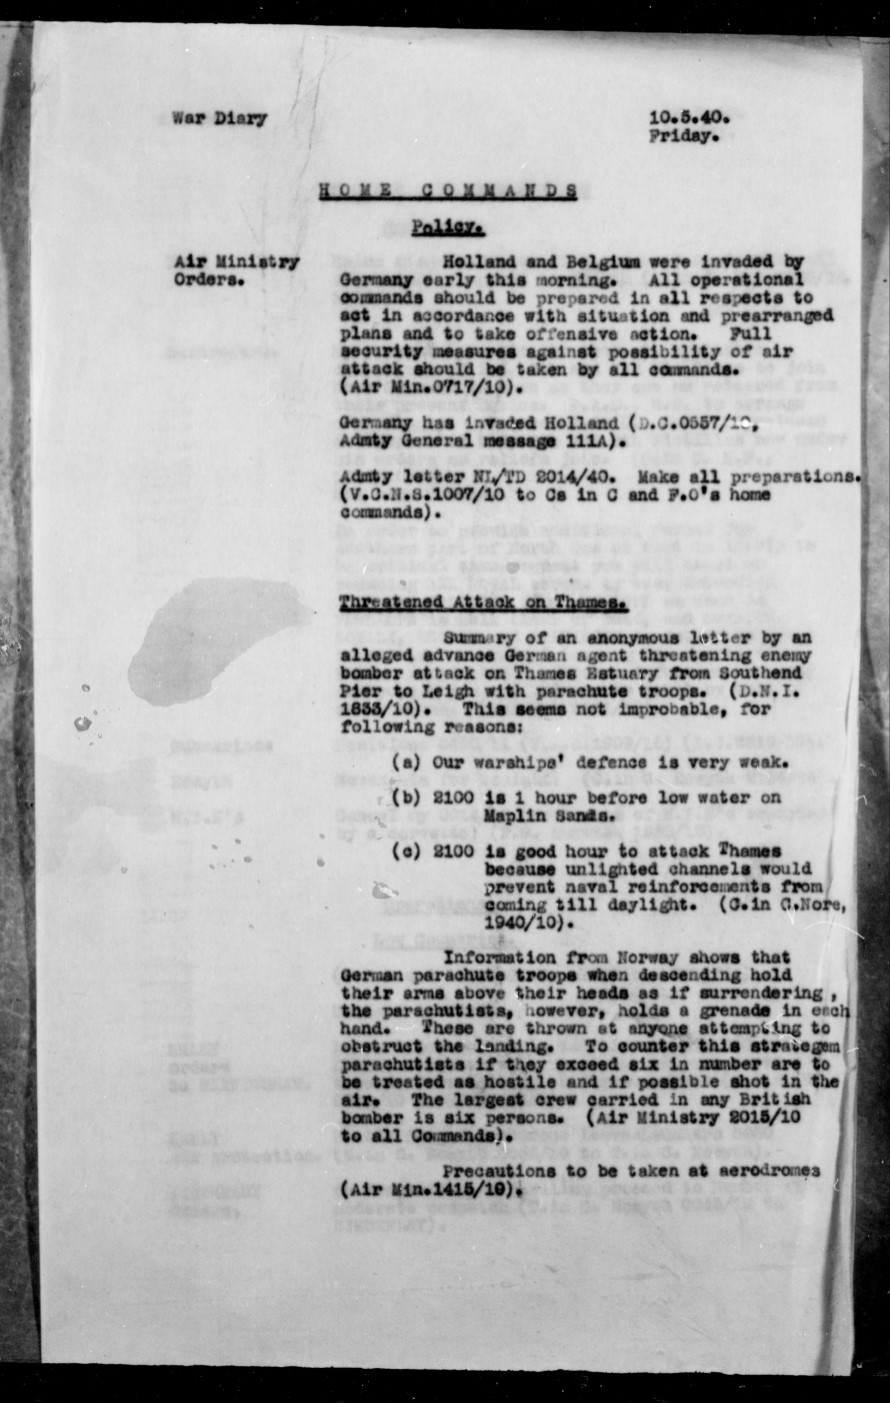 War Diary
10.5.40.
Friday.
HOME COMMANDS
Policy.
Air Ministry
Orders.
Holland and Belgium were invaded by
Germany early this morning. All operational
commands should be prepared in all respects to
act in accordance with situation and prearranged
plans and to take offensive action. Full
security measures against possibility of air
attack should be taken by all commands.
(Air Min.0717/10).
Germany has invaded Holland (D.C.0557/10,
Admty General message 111A).
Admty letter NL/TD 2014/40. Make all preparations.
(V.C.N.S.1007/10 to Cs in C and F.O's home
commands).
Threatened Attack on Thames.
Summary of an anonymous letter by an
alleged advance German agent threatening enemy
bomber attack on Thames Estuary from Southend
Pier to Leigh with parachute troops. (D.N.I.
1833/10). This seems not improbable, for
following reasons:
(a) Our warships' defence is very weak.
(b) 2100 is 1 hour before low water on
Maplin Sands.
(c) 2100 is good hour to attack Thames
because unlighted channels would
prevent naval reinforcements from
coming till daylight. (C.in C.Nore,
1940/10).
Information from Norway shows that
German parachute troops when descending hold
their arms above their heads as if surrendering ,
the parachutists, however, holds a grenade in each
hand. These are thrown at anyone attempting to
obstruct the landing. To counter this strategem
parachutists if they exceed six in number are to
be treated as hostile and if possible shot in the
air. The largest crew carried in any British
bomber is six persons. (Air Ministry 2015/10
to all Commands).
Precautions to be taken at aerodromes
(Air Min.1415/10).